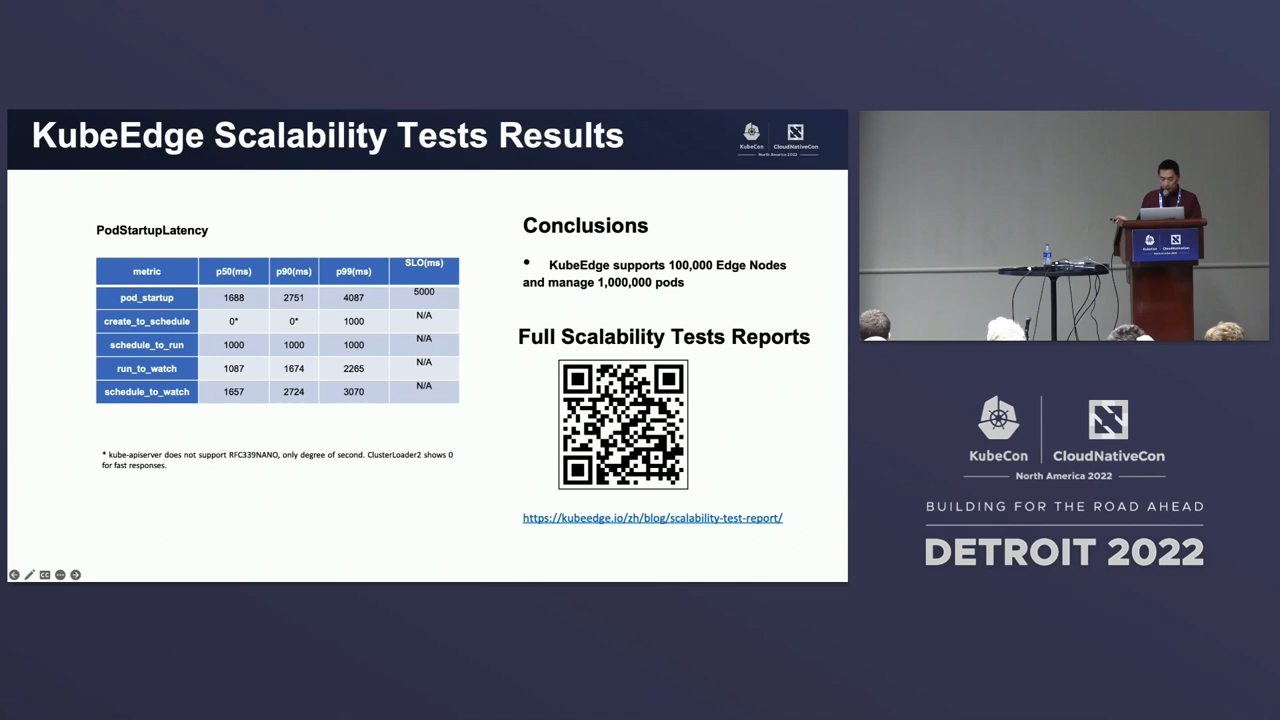 KubeEdge Scalability Tests Results
KubeCon
CloudNativeCon
North America 2022
PodStartupLatency
metric p50(ms) p90(ms) p99(ms) SLO(ms)
pod_startup 1688 2751 4087 5000
create_to_schedule 0* 0* 1000 N/A
schedule_to_run 1000 1000 1000 N/A
run_to_watch 1087 1674 2265 N/A
schedule_to_watch 1657 2724 3070 N/A
* kube-apiserver does not support RFC339NANO, only degree of second. ClusterLoader2 shows 0
for fast responses.
Conclusions
• KubeEdge supports 100,000 Edge Nodes
and manage 1,000,000 pods
Full Scalability Tests Reports
https://kubeedge.io/zh/blog/scalability-test-report/
CC
KubeCon
CloudNativeCon
KubeCon
CloudNativeCon
North America 2022
BUILDING FOR THE ROAD AHEAD
DETROIT 2022